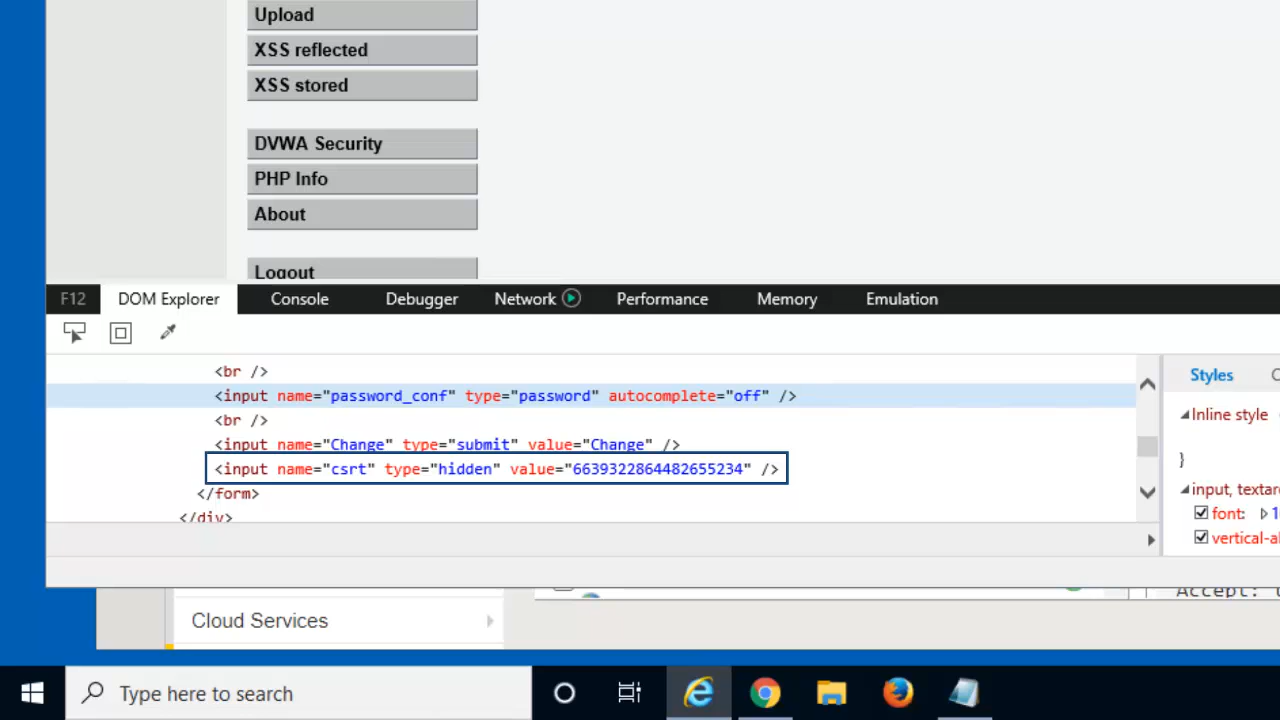 Upload
XSS reflected
XSS stored
DVWA Security
PHP Info
About
Logout
F12 DOM Explorer Console Debugger Network Performance Memory Emulation
<br />
<input name="password_conf" type="password" autocomplete="off" />
<br />
<input name="Change" type="submit" value="Change" />
<input name="csrt" type="hidden" value="6639322864482655234" />
</form>
</div>
Styles
Inline style
}
input, textar
font: 1
vertical-a
Accept:
Cloud Services
Type here to search